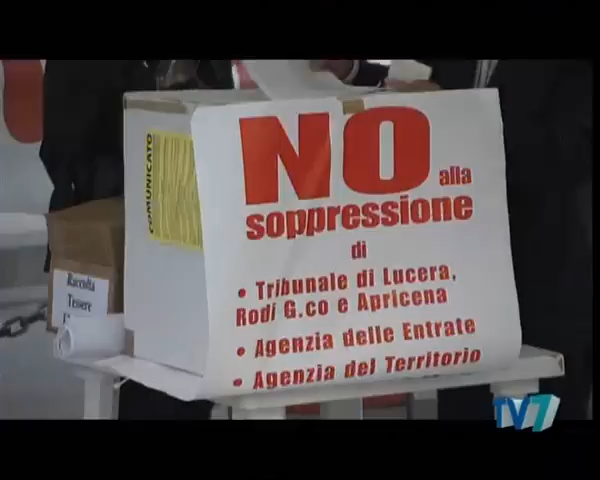 NO
alla
soppressione
di
• Tribunale di Lucera,
Rodi G.co e Apricena
• Agenzia delle Entrate
• Agenzia del Territorio
COMUNICATO
Raccolta
Tessere
TV7